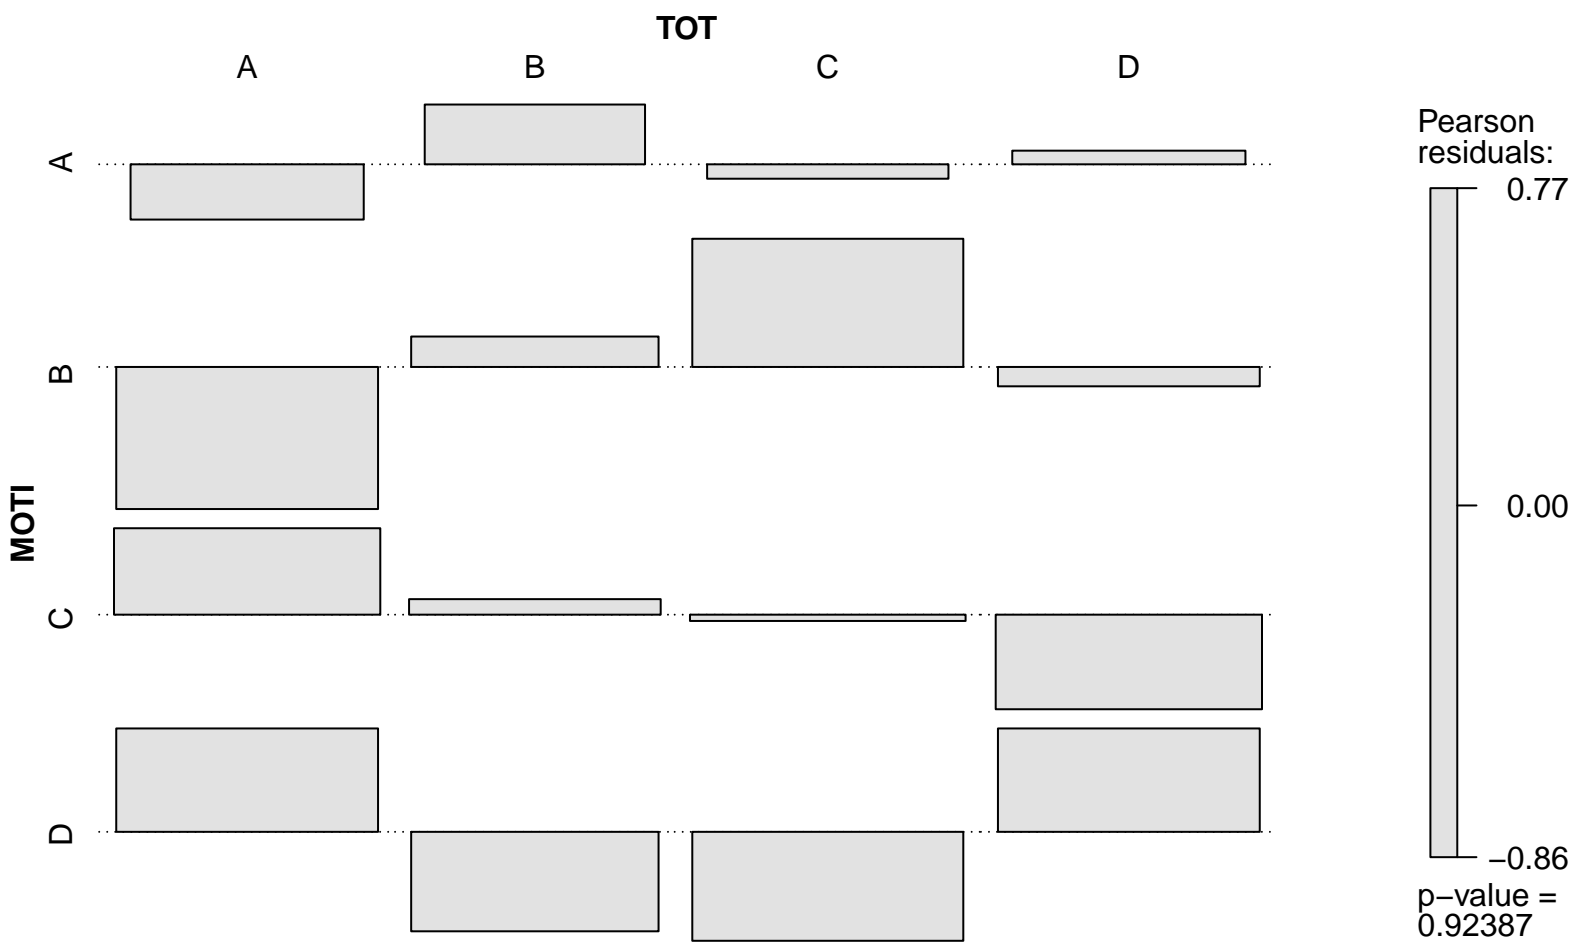 TOT
A B C D
MOTI
A
B
C
D
Pearson
residuals:
0.77
0.00
−0.86
p−value =
0.92387